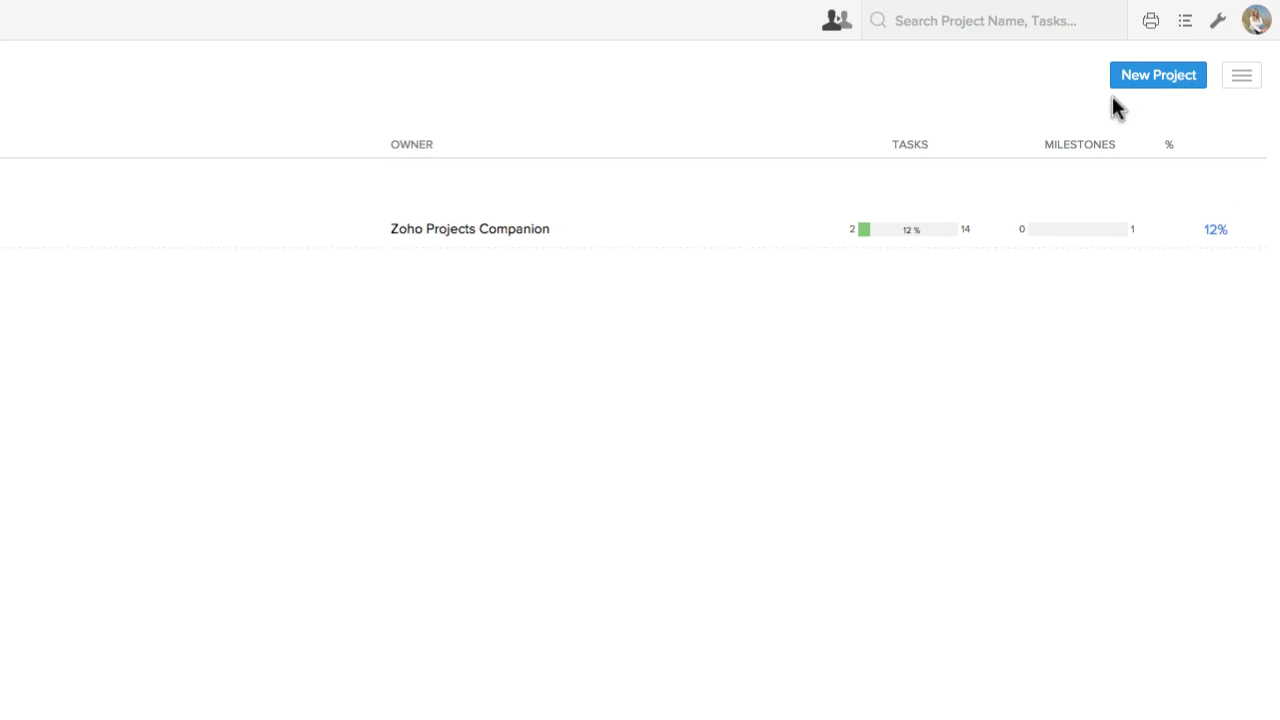 Search Project Name, Tasks...
New Project
OWNER TASKS MILESTONES %
Zoho Projects Companion 2 12 % 14 0 1 12%